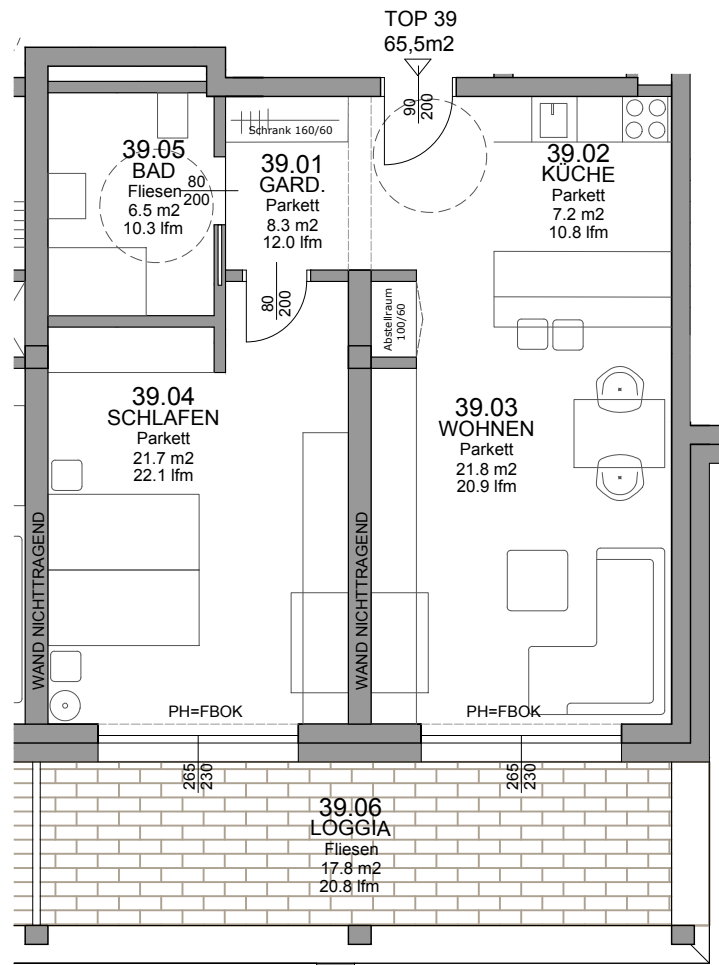 TOP 39
65,5m2
90
200
Schrank 160/60
39.05
BAD
Fliesen
6.5 m2
10.3 lfm
80
200
39.01
GARD.
Parkett
8.3 m2
12.0 lfm
39.02
KÜCHE
Parkett
7.2 m2
10.8 lfm
80
200
Abstellraum
100/60
39.04
SCHLAFEN
Parkett
21.7 m2
22.1 lfm
39.03
WOHNEN
Parkett
21.8 m2
20.9 lfm
WAND NICHTTRAGEND
WAND NICHTTRAGEND
PH=FBOK
PH=FBOK
265
230
265
230
39.06
LOGGIA
Fliesen
17.8 m2
20.8 lfm